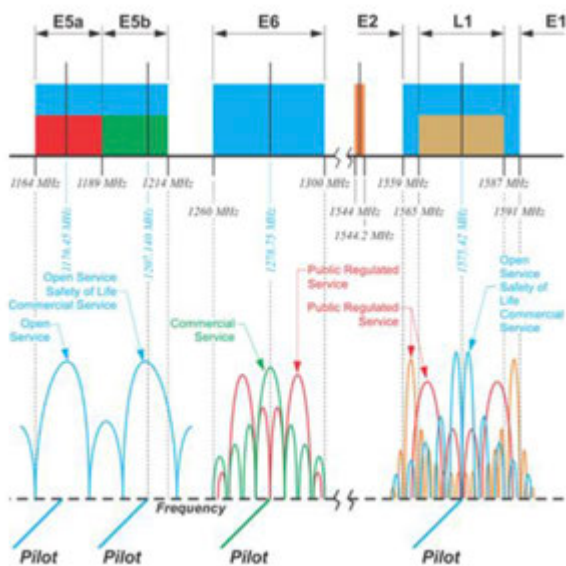 E5a
E5b
E6
E2
L1
E1
1164 MHz
1189 MHz
1214 MHz
1260 MHz
1300 MHz
1544 MHz
1544.2 MHz
1559 MHz
1565 MHz
1587 MHz
1591 MHz
1176.45 MHz
1207.140 MHz
1278.75 MHz
1575.42 MHz
Open Service
Safety of Life
Commercial Service
Open
Service
Commercial
Service
Public Regulated
Service
Public Regulated
Service
Open
Service
Safety of
Life
Commercial
Service
Frequency
Pilot
Pilot
Pilot
Pilot